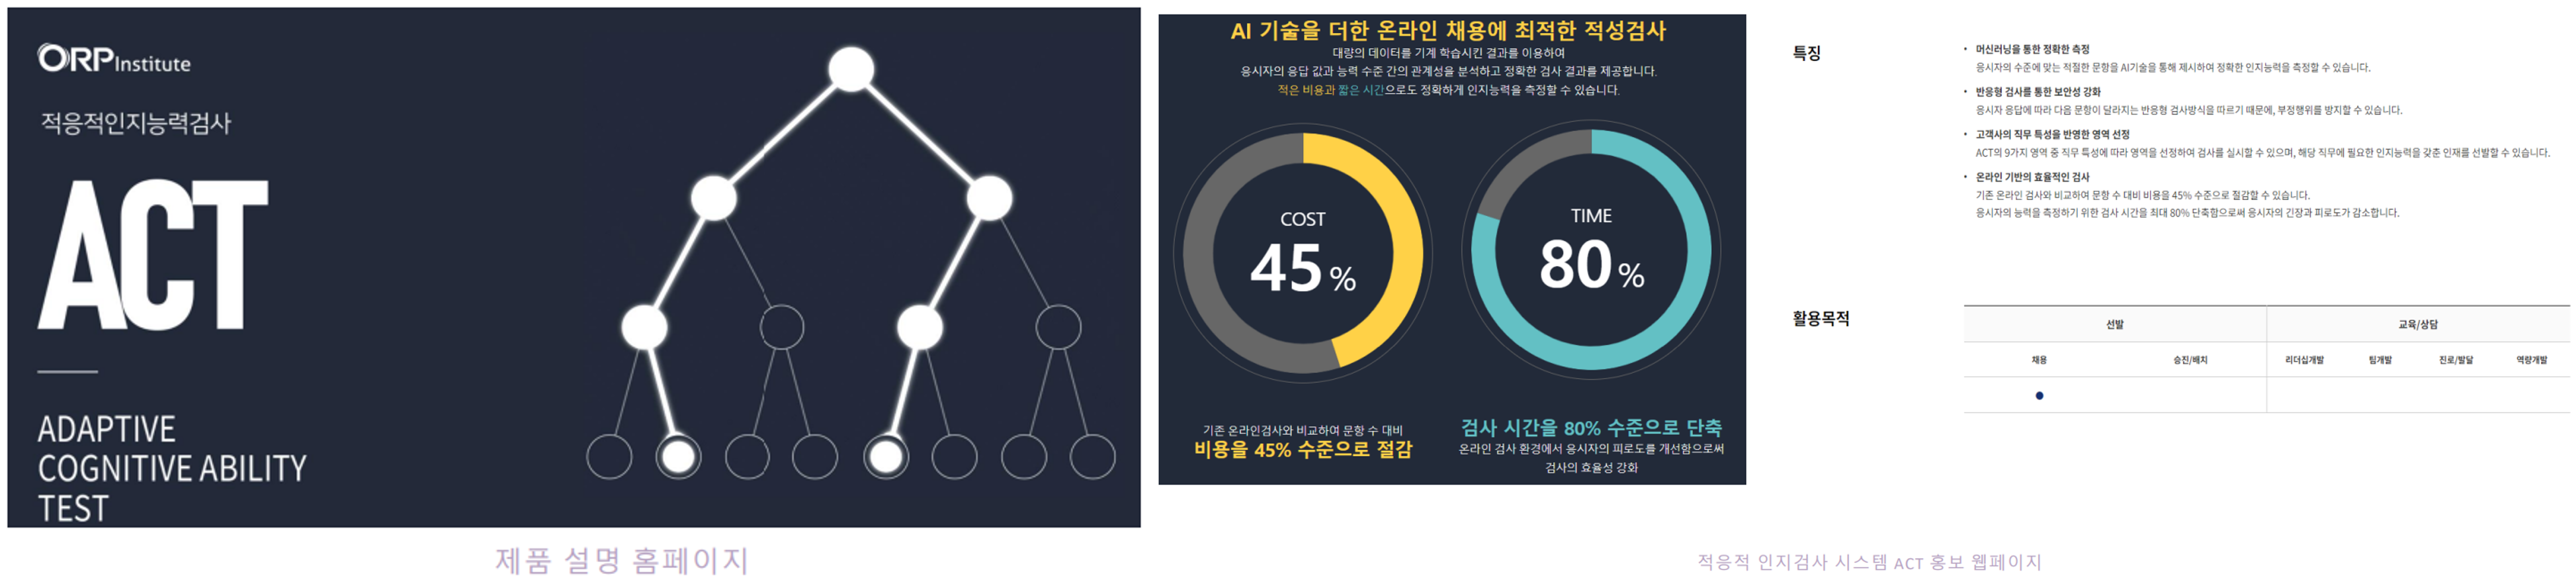 ORP Institute
적응적인지능력검사
ACT
ADAPTIVE
COGNITIVE ABILITY
TEST
제품 설명 홈페이지
AI 기술을 더한 온라인 채용에 최적한 적성검사
대량의 데이터를 기계 학습시킨 결과를 이용하여
응시자의 응답 값과 능력 수준 간의 관계성을 분석하고 정확한 검사 결과를 제공합니다.
적은 비용과 짧은 시간으로도 정확하게 인지능력을 측정할 수 있습니다.
COST
45%
TIME
80%
기존 온라인검사와 비교하여 문항 수 대비
비용을 45% 수준으로 절감
검사 시간을 80% 수준으로 단축
온라인 검사 환경에서 응시자의 피로도를 개선함으로써
검사의 효율성 강화
특징
• 머신러닝을 통한 정확한 측정
응시자의 수준에 맞는 적절한 문항을 AI기술을 통해 제시하여 정확한 인지능력을 측정할 수 있습니다.
• 반응형 검사를 통한 보안성 강화
응시자 응답에 따라 다음 문항이 달라지는 반응형 검사방식을 따르기 때문에, 부정행위를 방지할 수 있습니다.
• 고객사의 직무 특성을 반영한 영역 선정
ACT의 9가지 영역 중 직무 특성에 따라 영역을 선정하여 검사를 실시할 수 있으며, 해당 직무에 필요한 인지능력을 갖춘 인재를 선발할 수 있습니다.
• 온라인 기반의 효율적인 검사
기존 온라인 검사와 비교하여 문항 수 대비 비용을 45% 수준으로 절감할 수 있습니다.
응시자의 능력을 측정하기 위한 검사 시간을 최대 80% 단축함으로써 응시자의 긴장과 피로도가 감소합니다.
활용목적
선발 교육/상담
채용 승진/배치 리더십개발 팀개발 진로/발달 역량개발
●
적응적 인지검사 시스템 ACT 홍보 웹페이지